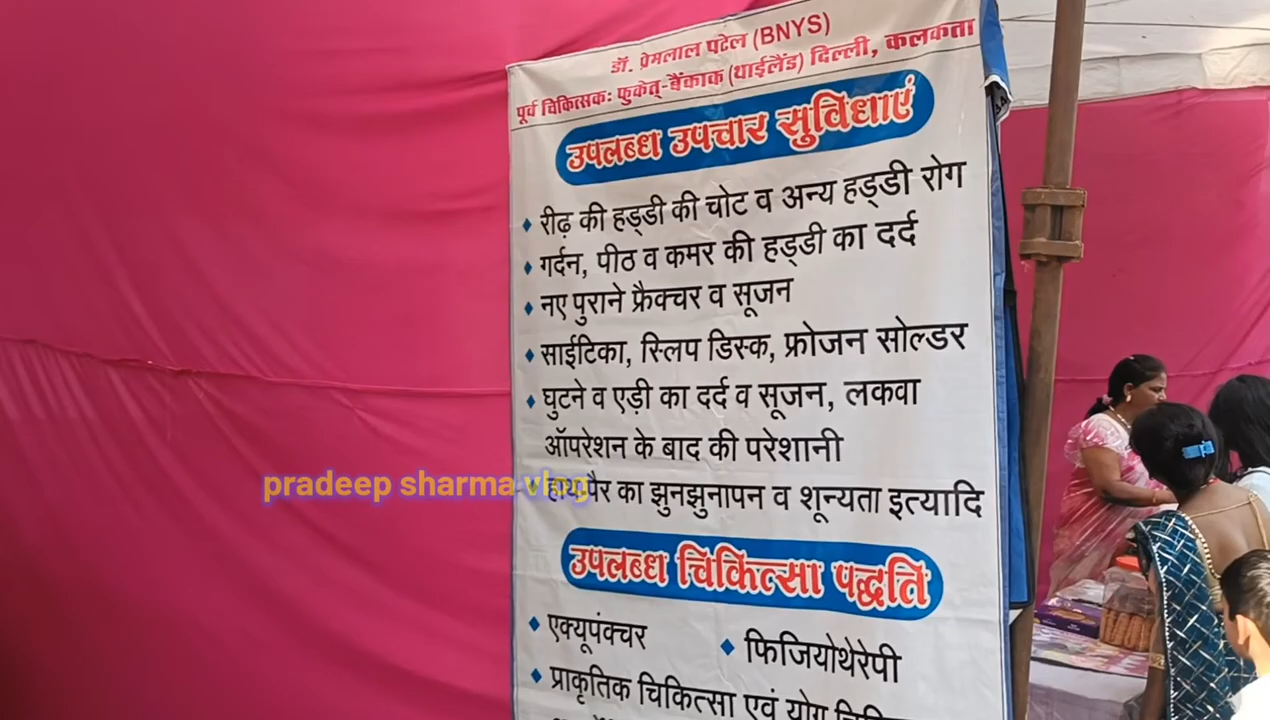 डॉ. प्रेमलाल पटेल (BNYS)
पूर्व चिकित्सकः फुकेत्-बैंकाक (थाईलैंड) दिल्ली, कलकता
उपलब्ध उपचार सुविधाएं
रीढ़ की हड्डी की चोट व अन्य हड्डी रोग
गर्दन, पीठ व कमर की हड्डी का दर्द
नए पुराने फ्रैक्चर व सूजन
साईटिका, स्लिप डिस्क, फ्रोजन सोल्डर
घुटने व एड़ी का दर्द व सूजन, लकवा
ऑपरेशन के बाद की परेशानी
हाथ-पैर का झुनझुनापन व शून्यता इत्यादि
pradeep sharma vlog
उपलब्ध चिकित्सा पद्धति
एक्यूपंक्चर
फिजियोथेरेपी
प्राकृतिक चिकित्सा एवं योग